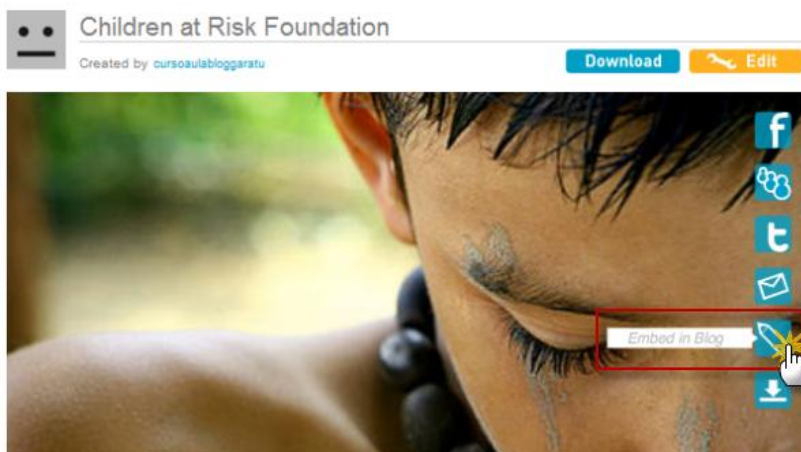 Children at Risk Foundation
Created by cursoaulabloggaratu
Download
Edit
f
t
Embed in Blog